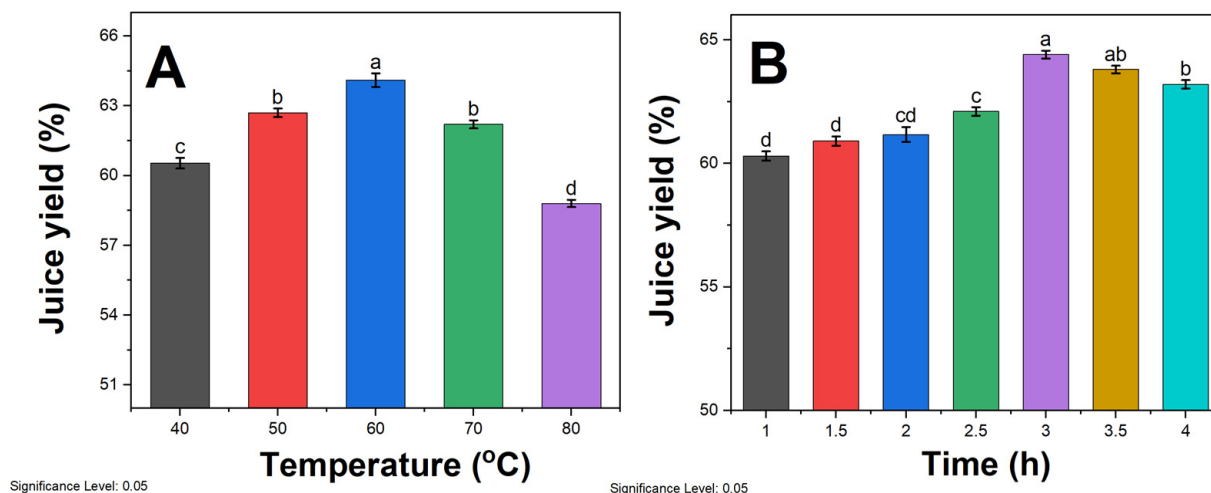 A
Juice yield (%)
66
63
60
57
54
51
c
b
a
b
d
40 50 60 70 80
Temperature (°C)
Significance Level: 0.05
B
Juice yield (%)
65
60
55
50
d
d
cd
c
a
ab
b
1 1.5 2 2.5 3 3.5 4
Time (h)
Significance Level: 0.05